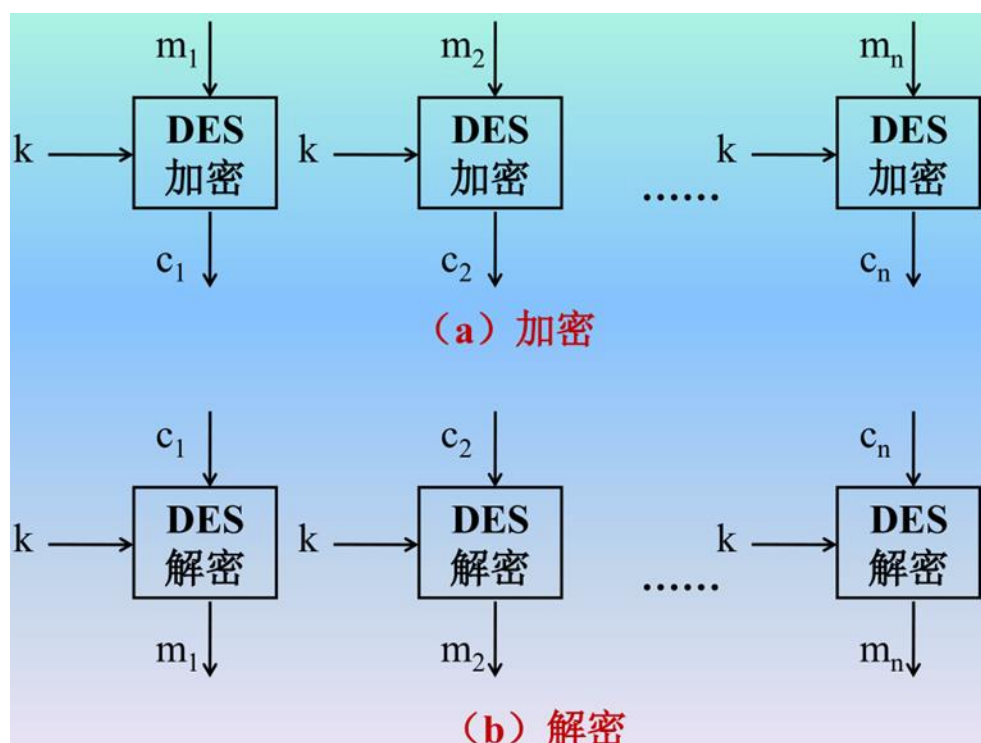 m₁ m₂ mₙ
DES DES DES
k k k
加密 加密 加密
......
c₁ c₂ cₙ
（a）加密
c₁ c₂ cₙ
DES DES DES
k k k
解密 解密 解密
......
m₁ m₂ mₙ
（b）解密